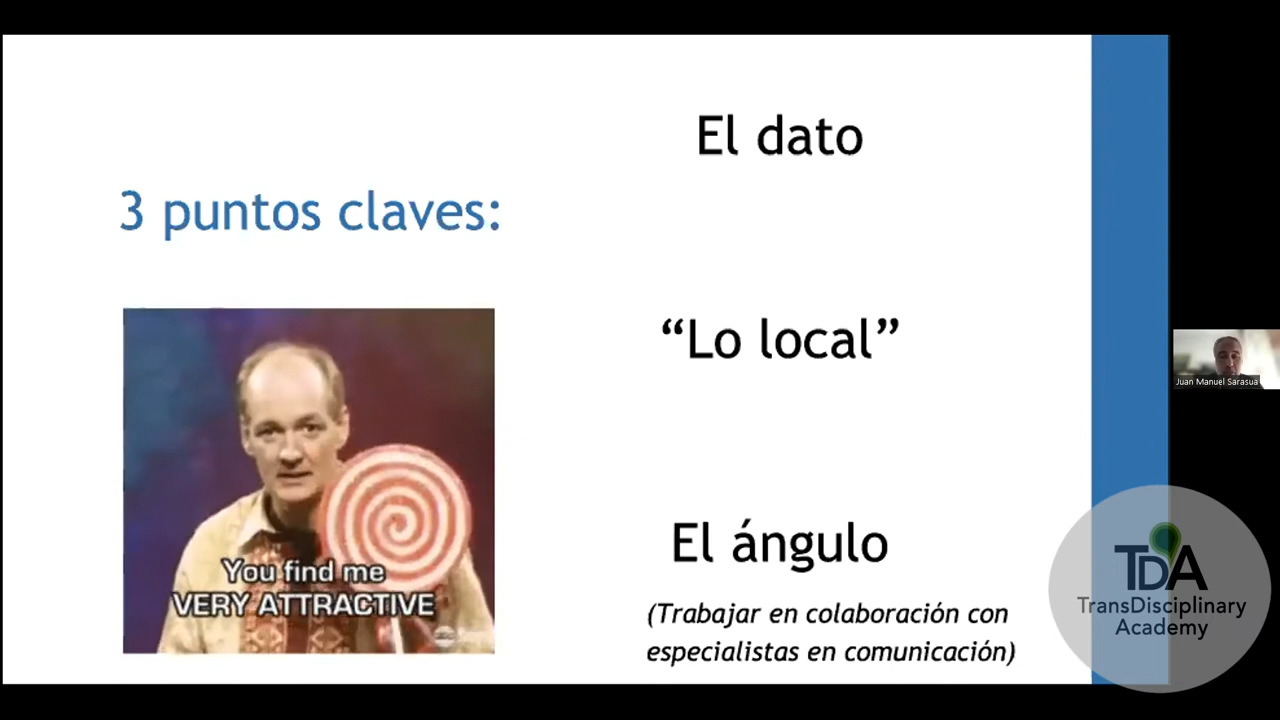 3 puntos claves:
You find me
VERY ATTRACTIVE
El dato
“Lo local”
El ángulo
(Trabajar en colaboración con
especialistas en comunicación)
Juan Manuel Sarasua
TDA
TransDisciplinary
Academy